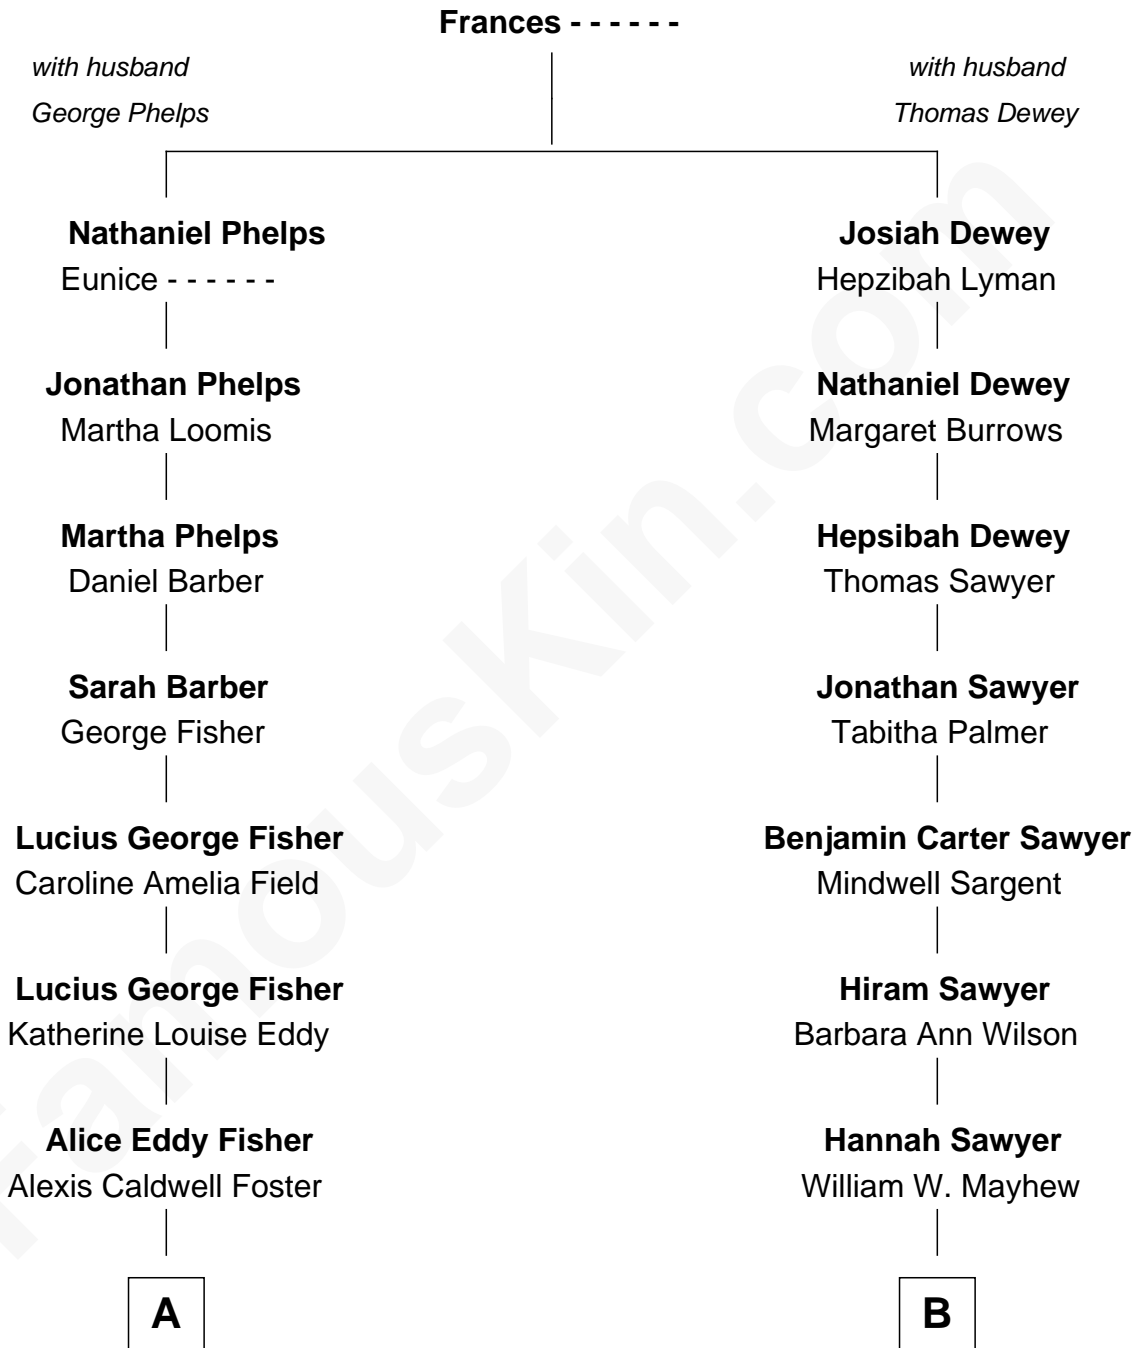 Frances - - - - - -
with husband
George Phelps
with husband
Thomas Dewey
Nathaniel Phelps
Eunice - - - - - -
Josiah Dewey
Hepzibah Lyman
Jonathan Phelps
Martha Loomis
Nathaniel Dewey
Margaret Burrows
Martha Phelps
Daniel Barber
Hepsibah Dewey
Thomas Sawyer
Sarah Barber
George Fisher
Jonathan Sawyer
Tabitha Palmer
Lucius George Fisher
Caroline Amelia Field
Benjamin Carter Sawyer
Mindwell Sargent
Lucius George Fisher
Katherine Louise Eddy
Hiram Sawyer
Barbara Ann Wilson
Alice Eddy Fisher
Alexis Caldwell Foster
Hannah Sawyer
William W. Mayhew
A
B
FamousKin.com